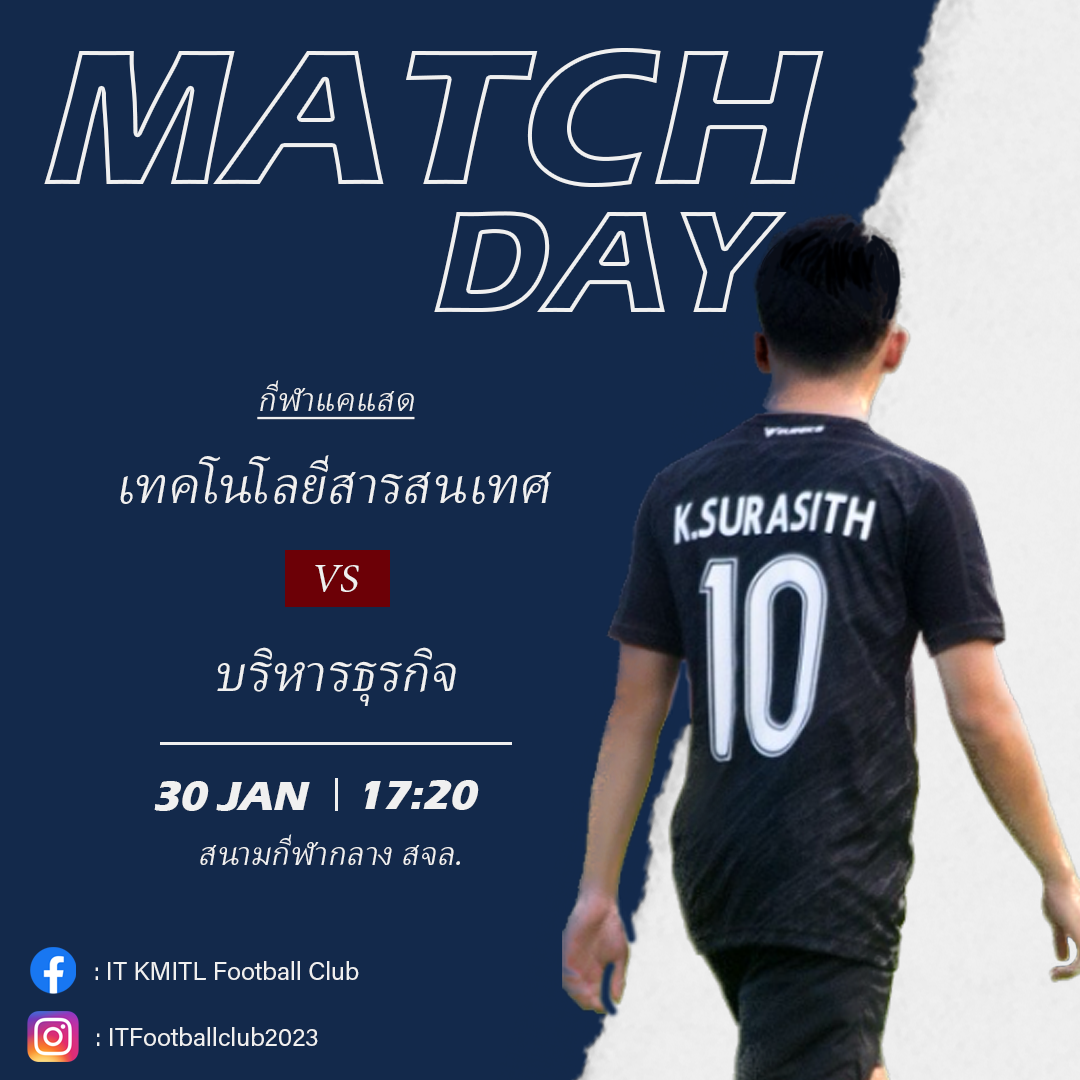 MATCH
DAY
กีฬาแคแสด
เทคโนโลยีสารสนเทศ
VS
บริหารธุรกิจ
30 JAN | 17:20
สนามกีฬากลาง สจล.
K.SURASITH
10
: IT KMITL Football Club
: ITFootballclub2023